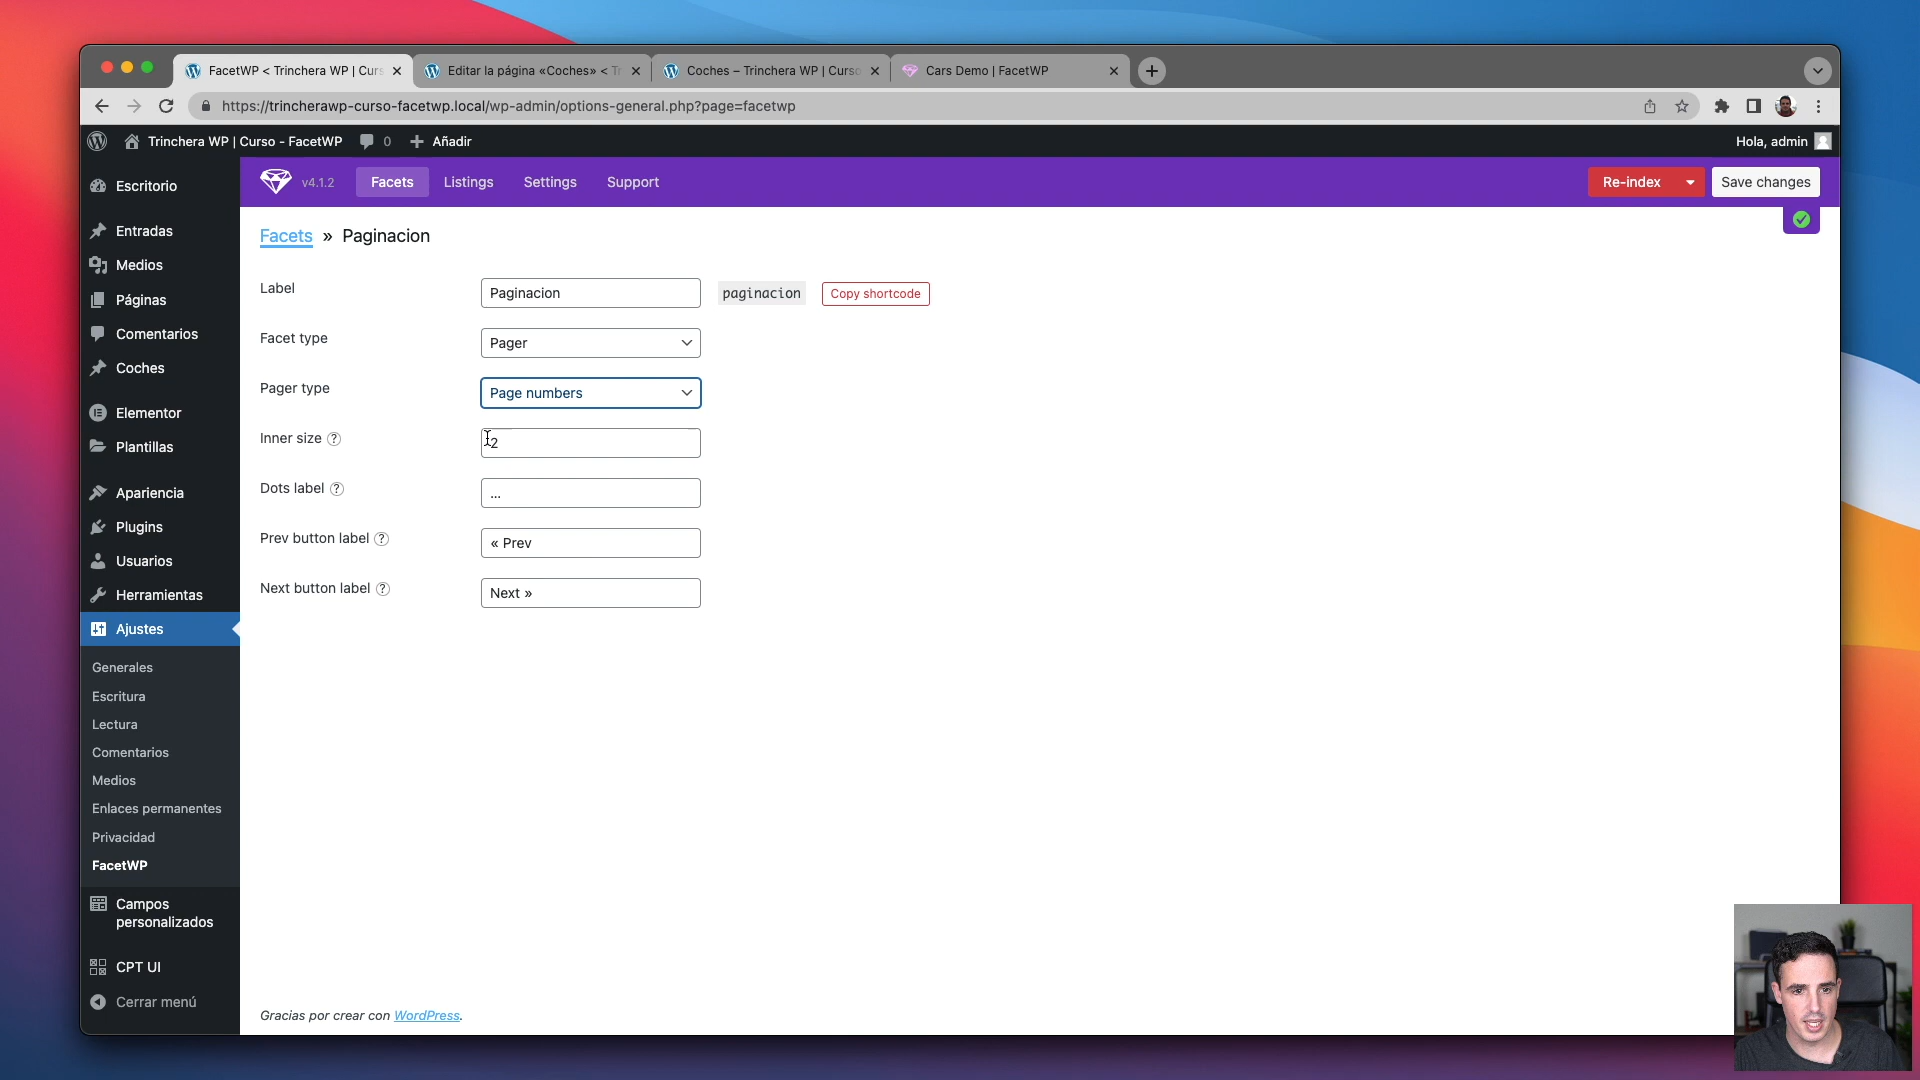 FacetWP < Trinchera WP | Curs
Editar la página «Coches» < Tr
Coches – Trinchera WP | Curso
Cars Demo | FacetWP
https://trincherawp-curso-facetwp.local/wp-admin/options-general.php?page=facetwp
Trinchera WP | Curso - FacetWP
0
Añadir
Hola, admin
Escritorio
Entradas
Medios
Páginas
Comentarios
Coches
Elementor
Plantillas
Apariencia
Plugins
Usuarios
Herramientas
Ajustes
Generales
Escritura
Lectura
Comentarios
Medios
Enlaces permanentes
Privacidad
FacetWP
Campos
personalizados
CPT UI
Cerrar menú
v4.1.2
Facets
Listings
Settings
Support
Re-index
Save changes
Facets » Paginacion
Label
Paginacion
paginacion
Copy shortcode
Facet type
Pager
Pager type
Page numbers
Inner size ?
2
Dots label ?
…
Prev button label ?
« Prev
Next button label ?
Next »
Gracias por crear con WordPress.